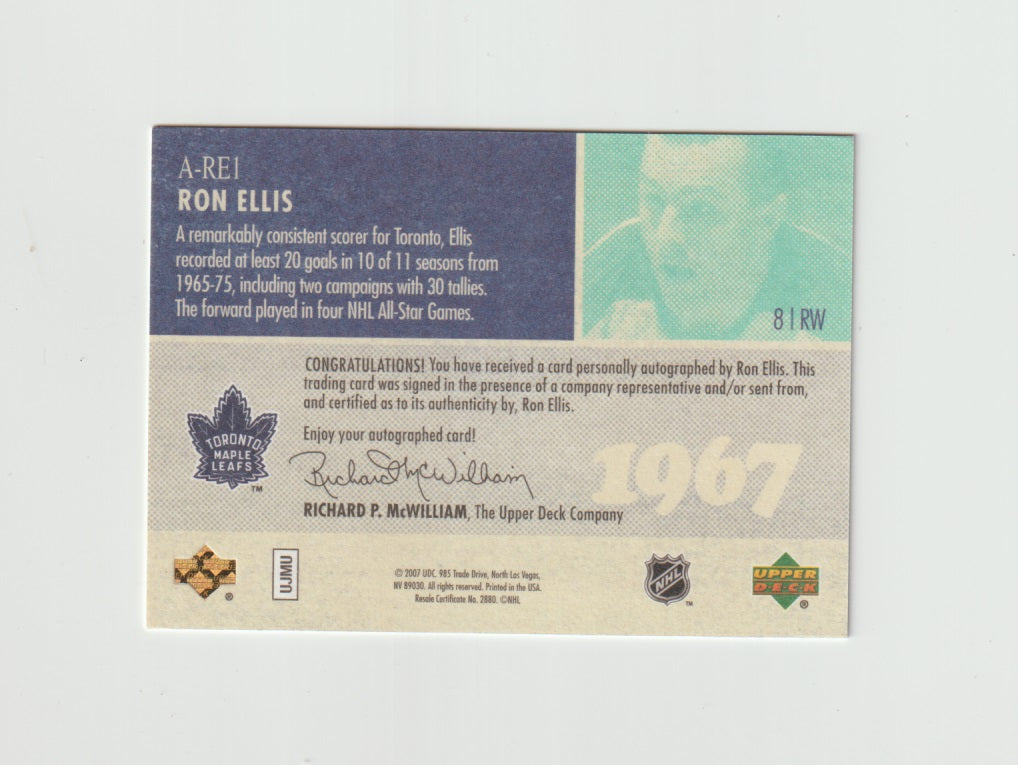 A-RE1
RON ELLIS
A remarkably consistent scorer for Toronto, Ellis
recorded at least 20 goals in 10 of 11 seasons from
1965-75, including two campaigns with 30 tallies.
The forward played in four NHL All-Star Games.
8 | RW
CONGRATULATIONS! You have received a card personally autographed by Ron Ellis. This
trading card was signed in the presence of a company representative and/or sent from,
and certified as to its authenticity by, Ron Ellis.
Enjoy your autographed card!
TORONTO
MAPLE
LEAFS
TM
Richard McWilliam
1967
RICHARD P. McWILLIAM, The Upper Deck Company
®
UJMU
© 2007 UDC. 985 Trade Drive, North Las Vegas,
NV 89030. All rights reserved. Printed in the USA.
Resale Certificate No. 2880. ©NHL
NHL
TM
UPPER
DECK
®